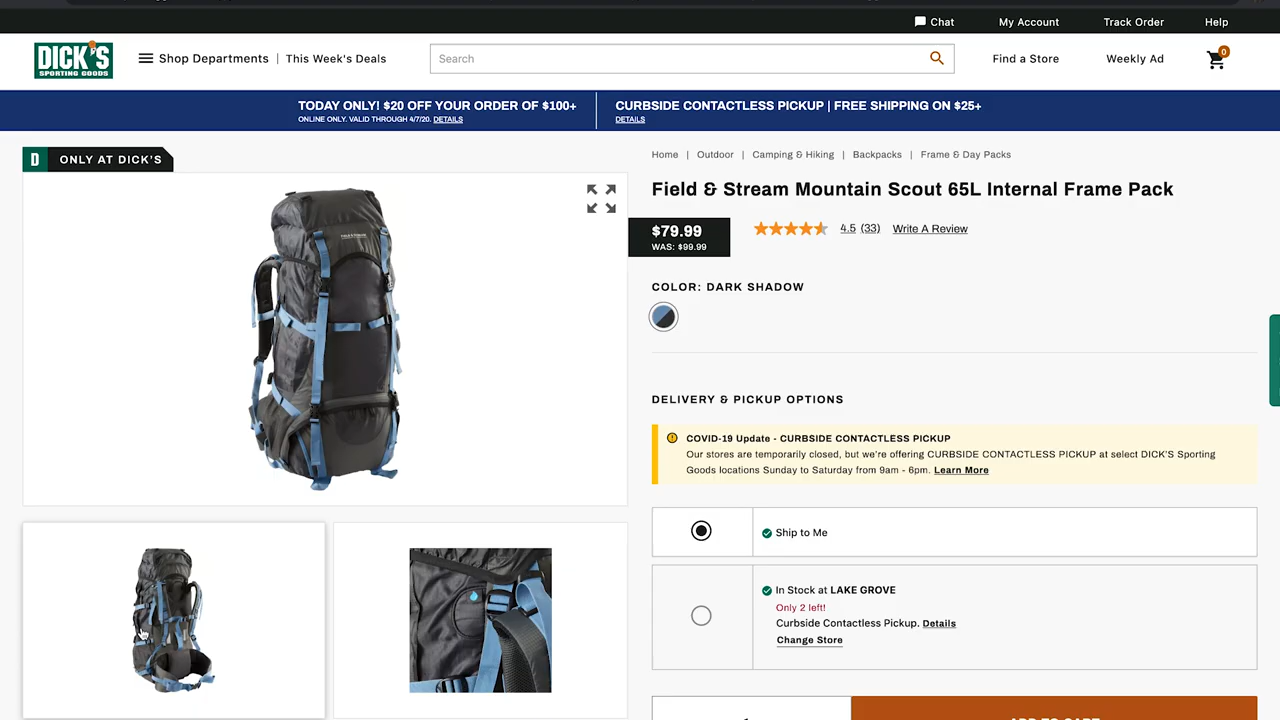 Chat
My Account
Track Order
Help
DICK'S
SPORTING GOODS
Shop Departments | This Week's Deals
Search
Find a Store
Weekly Ad
0
TODAY ONLY! $20 OFF YOUR ORDER OF $100+
ONLINE ONLY. VALID THROUGH 4/7/20. DETAILS
CURBSIDE CONTACTLESS PICKUP | FREE SHIPPING ON $25+
DETAILS
D ONLY AT DICK'S
Home | Outdoor | Camping & Hiking | Backpacks | Frame & Day Packs
Field & Stream Mountain Scout 65L Internal Frame Pack
$79.99
WAS: $99.99
4.5 (33) Write A Review
COLOR: DARK SHADOW
FIELD & STREAM
DELIVERY & PICKUP OPTIONS
COVID-19 Update - CURBSIDE CONTACTLESS PICKUP
Our stores are temporarily closed, but we're offering CURBSIDE CONTACTLESS PICKUP at select DICK'S Sporting
Goods locations Sunday to Saturday from 9am - 6pm. Learn More
Ship to Me
In Stock at LAKE GROVE
Only 2 left!
Curbside Contactless Pickup. Details
Change Store
ADD TO CART